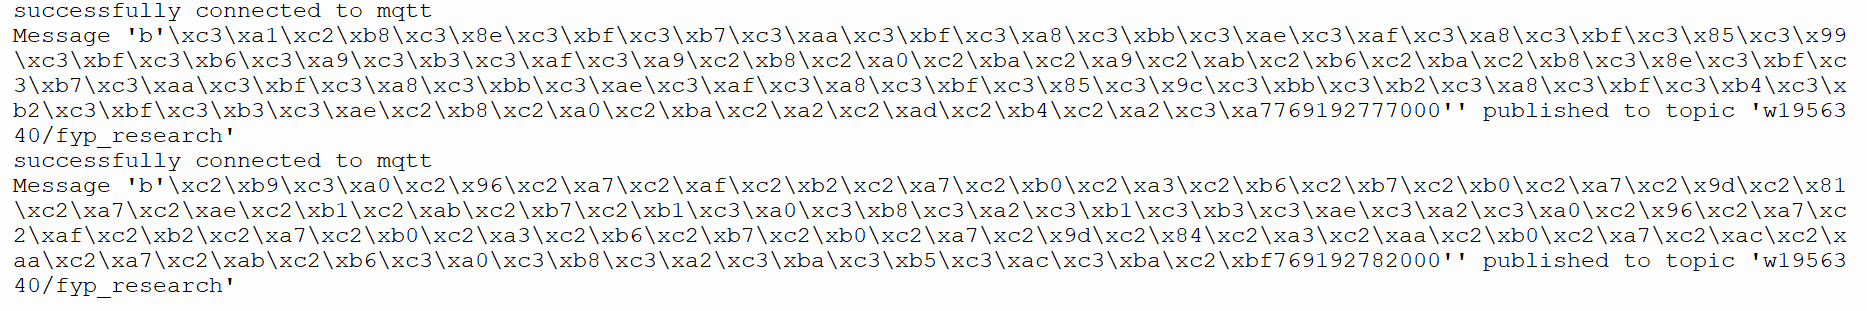 successfully connected to mqtt
Message 'b'\xc3\xa1\xc2\xb8\xc3\x8e\xc3\xbf\xc3\xb7\xc3\xaa\xc3\xbf\xc3\xa8\xc3\xbb\xc3\xae\xc3\xaf\xc3\xa8\xc3\xbf\xc3\x85\xc3\x99
\xc3\xbf\xc3\xb6\xc3\xa9\xc3\xb3\xc3\xaf\xc3\xa9\xc2\xb8\xc2\xa0\xc2\xba\xc2\xa9\xc2\xab\xc2\xb6\xc2\xba\xc2\xb8\xc3\x8e\xc3\xbf\xc
3\xb7\xc3\xaa\xc3\xbf\xc3\xa8\xc3\xbb\xc3\xae\xc3\xaf\xc3\xa8\xc3\xbf\xc3\x85\xc3\x9c\xc3\xbb\xc3\xb2\xc3\xa8\xc3\xbf\xc3\xb4\xc3\x
b2\xc3\xbf\xc3\xb3\xc3\xae\xc2\xb8\xc2\xa0\xc2\xba\xc2\xa2\xc2\xad\xc2\xb4\xc2\xa2\xc3\xa7769192777000'' published to topic 'w19563
40/fyp_research'
successfully connected to mqtt
Message 'b'\xc2\xb9\xc3\xa0\xc2\x96\xc2\xa7\xc2\xaf\xc2\xb2\xc2\xa7\xc2\xb0\xc2\xa3\xc2\xb6\xc2\xb7\xc2\xb0\xc2\xa7\xc2\x9d\xc2\x81
\xc2\xa7\xc2\xae\xc2\xb1\xc2\xab\xc2\xb7\xc2\xb1\xc3\xa0\xc3\xb8\xc3\xa2\xc3\xb1\xc3\xb3\xc3\xae\xc3\xa2\xc3\xa0\xc2\x96\xc2\xa7\xc
2\xaf\xc2\xb2\xc2\xa7\xc2\xb0\xc2\xa3\xc2\xb6\xc2\xb7\xc2\xb0\xc2\xa7\xc2\x9d\xc2\x84\xc2\xa3\xc2\xaa\xc2\xb0\xc2\xa7\xc2\xac\xc2\x
aa\xc2\xa7\xc2\xab\xc2\xb6\xc3\xa0\xc3\xb8\xc3\xa2\xc3\xba\xc3\xb5\xc3\xac\xc3\xba\xc2\xbf769192782000'' published to topic 'w19563
40/fyp_research'